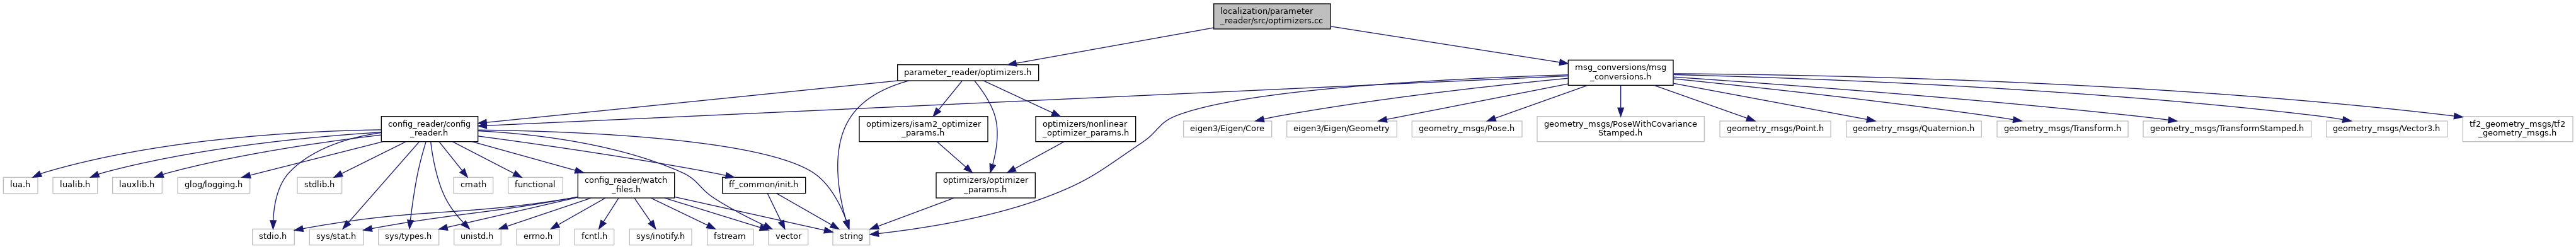 localization/parameter
_reader/src/optimizers.cc
parameter_reader/optimizers.h
msg_conversions/msg
_conversions.h
config_reader/config
_reader.h
optimizers/isam2_optimizer
_params.h
optimizers/nonlinear
_optimizer_params.h
eigen3/Eigen/Core
eigen3/Eigen/Geometry
geometry_msgs/Pose.h
geometry_msgs/PoseWithCovariance
Stamped.h
geometry_msgs/Point.h
geometry_msgs/Quaternion.h
geometry_msgs/Transform.h
geometry_msgs/TransformStamped.h
geometry_msgs/Vector3.h
tf2_geometry_msgs/tf2
_geometry_msgs.h
lua.h
lualib.h
lauxlib.h
glog/logging.h
stdlib.h
cmath
functional
config_reader/watch
_files.h
ff_common/init.h
optimizers/optimizer
_params.h
stdio.h
sys/stat.h
sys/types.h
unistd.h
errno.h
fcntl.h
sys/inotify.h
fstream
vector
string